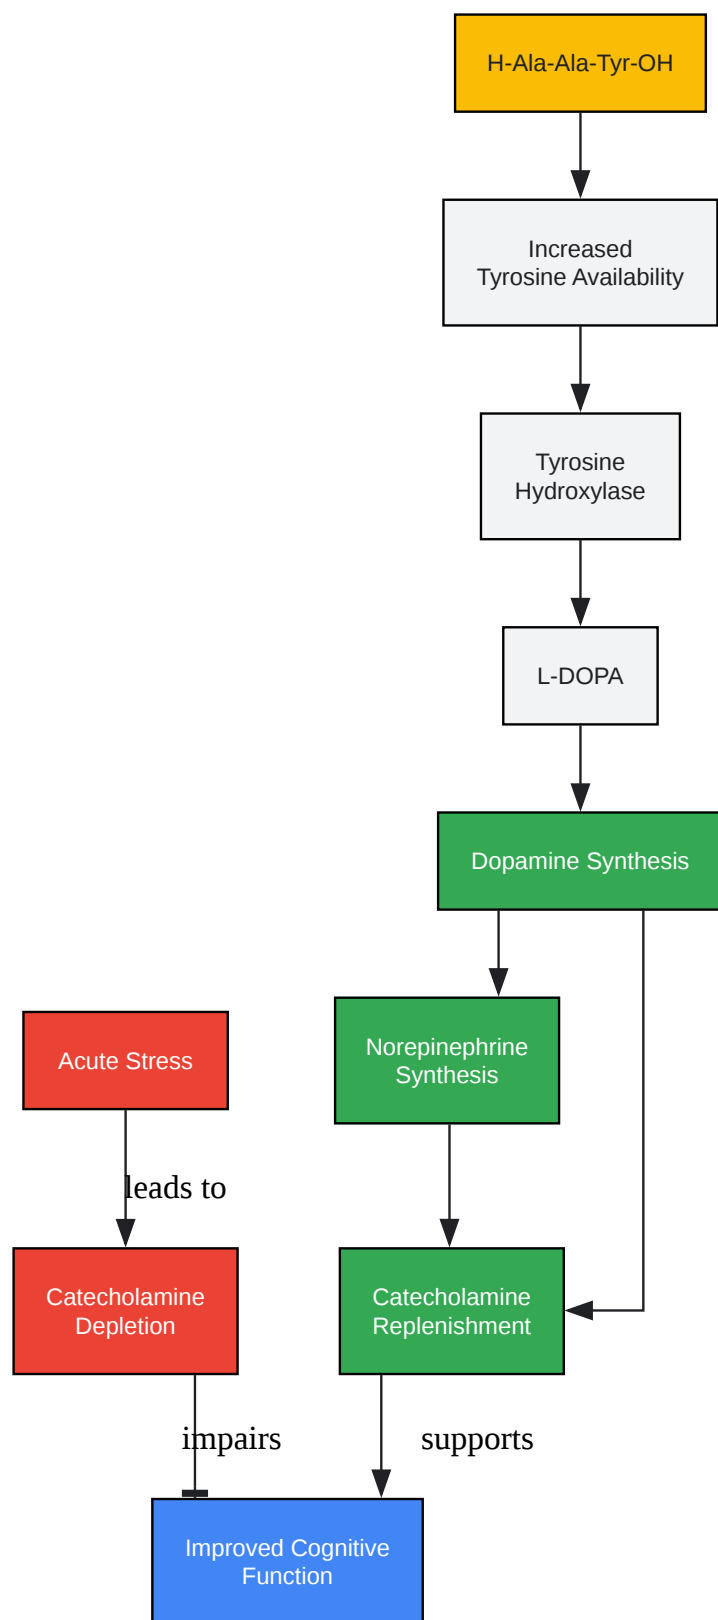 H-Ala-Ala-Tyr-OH
Increased
Tyrosine Availability
Tyrosine
Hydroxylase
L-DOPA
Dopamine Synthesis
Norepinephrine
Synthesis
Acute Stress
leads to
Catecholamine
Depletion
Catecholamine
Replenishment
impairs
supports
Improved Cognitive
Function